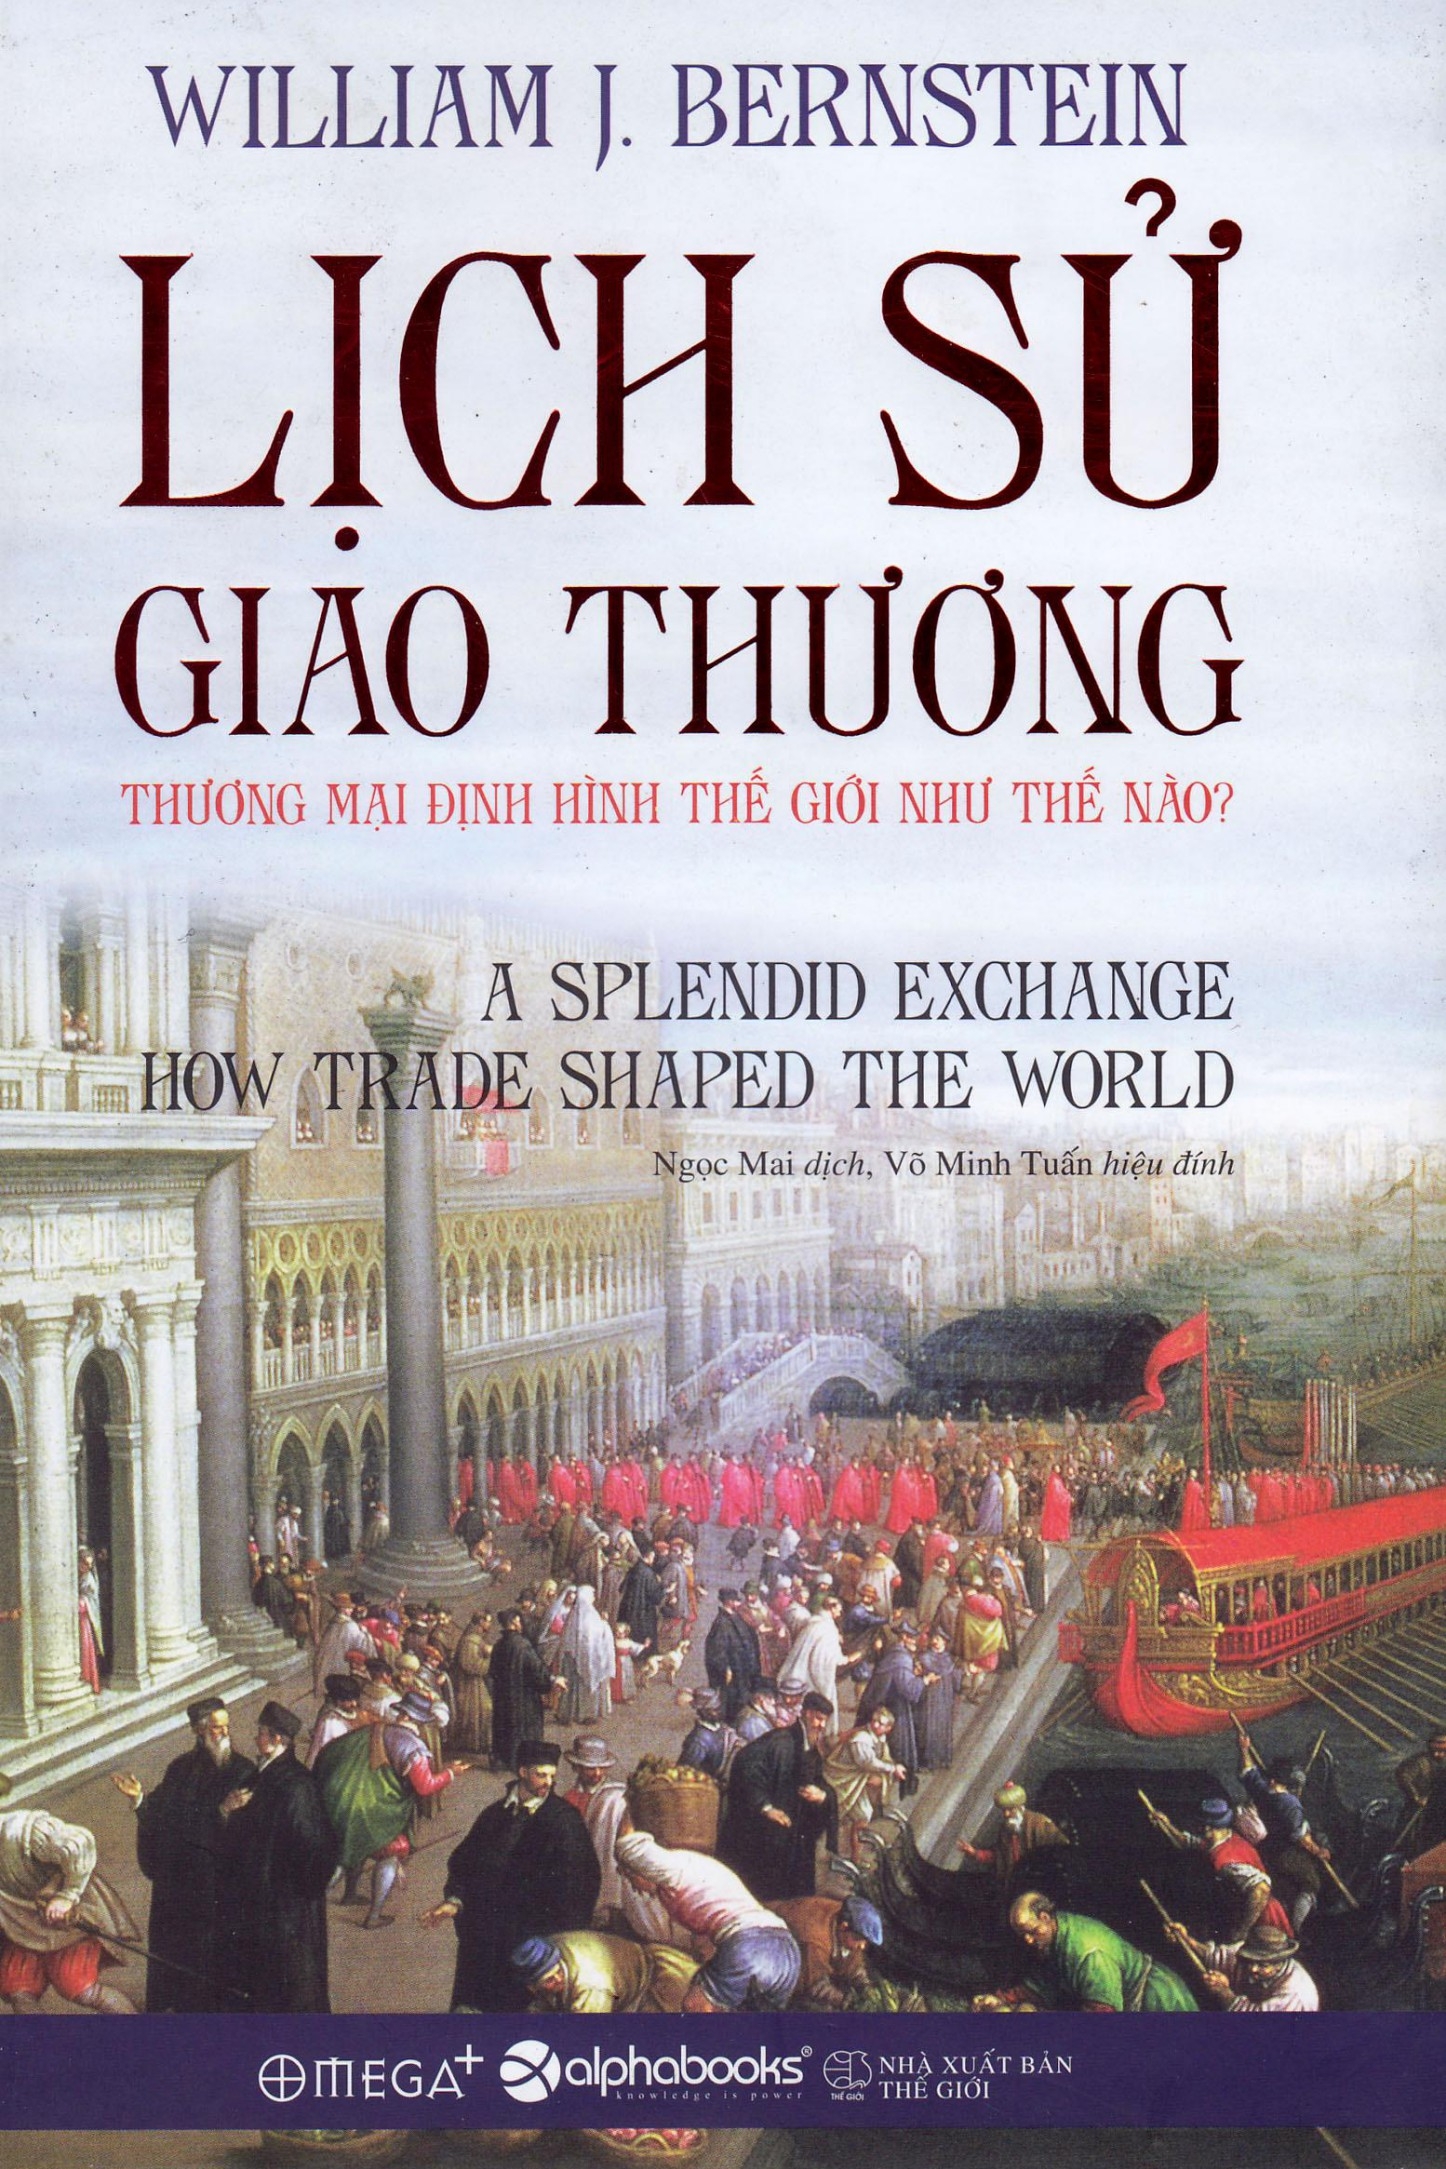 WILLIAM J. BERNSTEIN
LỊCH SỬ
GIAO THƯƠNG
THƯƠNG MẠI ĐỊNH HÌNH THẾ GIỚI NHƯ THẾ NÀO?
A SPLENDID EXCHANGE
HOW TRADE SHAPED THE WORLD
Ngọc Mai dịch, Võ Minh Tuấn hiệu đính
OMEGA+
alphabooks®
knowledge is power
THẾ GIỚI
NHÀ XUẤT BẢN
THẾ GIỚI